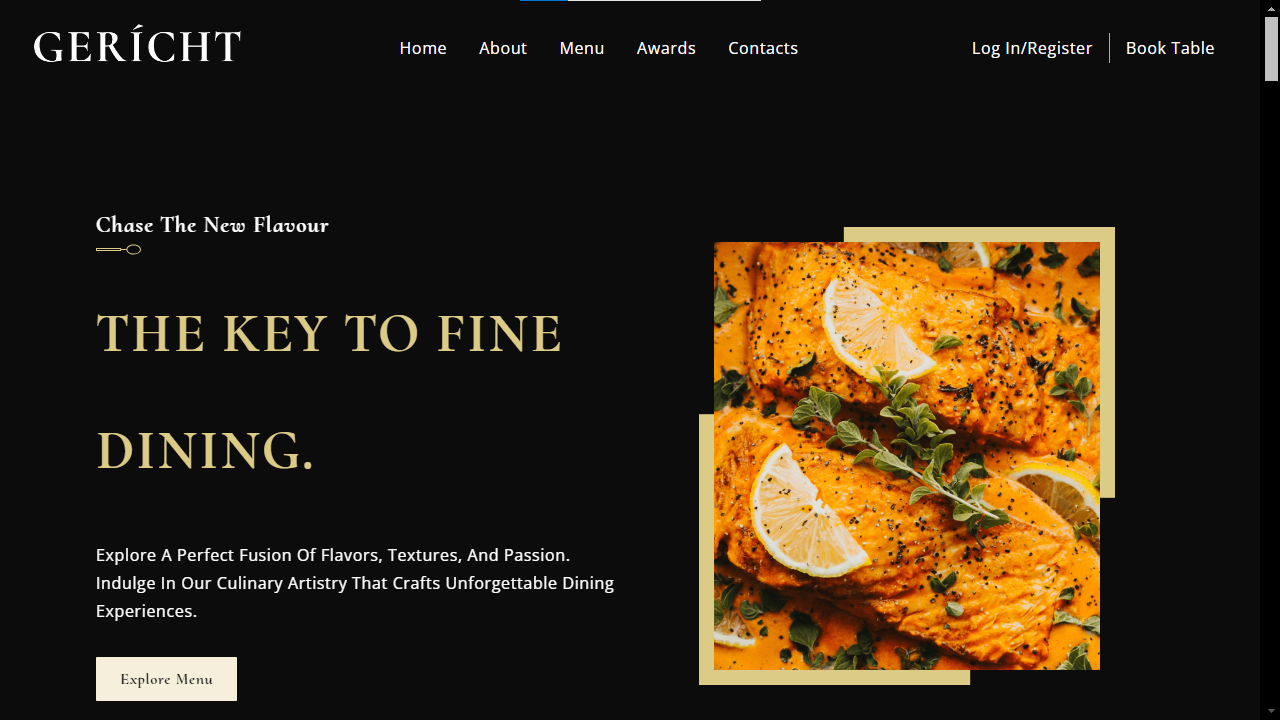 GERÍCHT
Home
About
Menu
Awards
Contacts
Log In/Register
Book Table
Chase The New Flavour
THE KEY TO FINE
DINING.
Explore A Perfect Fusion Of Flavors, Textures, And Passion.
Indulge In Our Culinary Artistry That Crafts Unforgettable Dining
Experiences.
Explore Menu